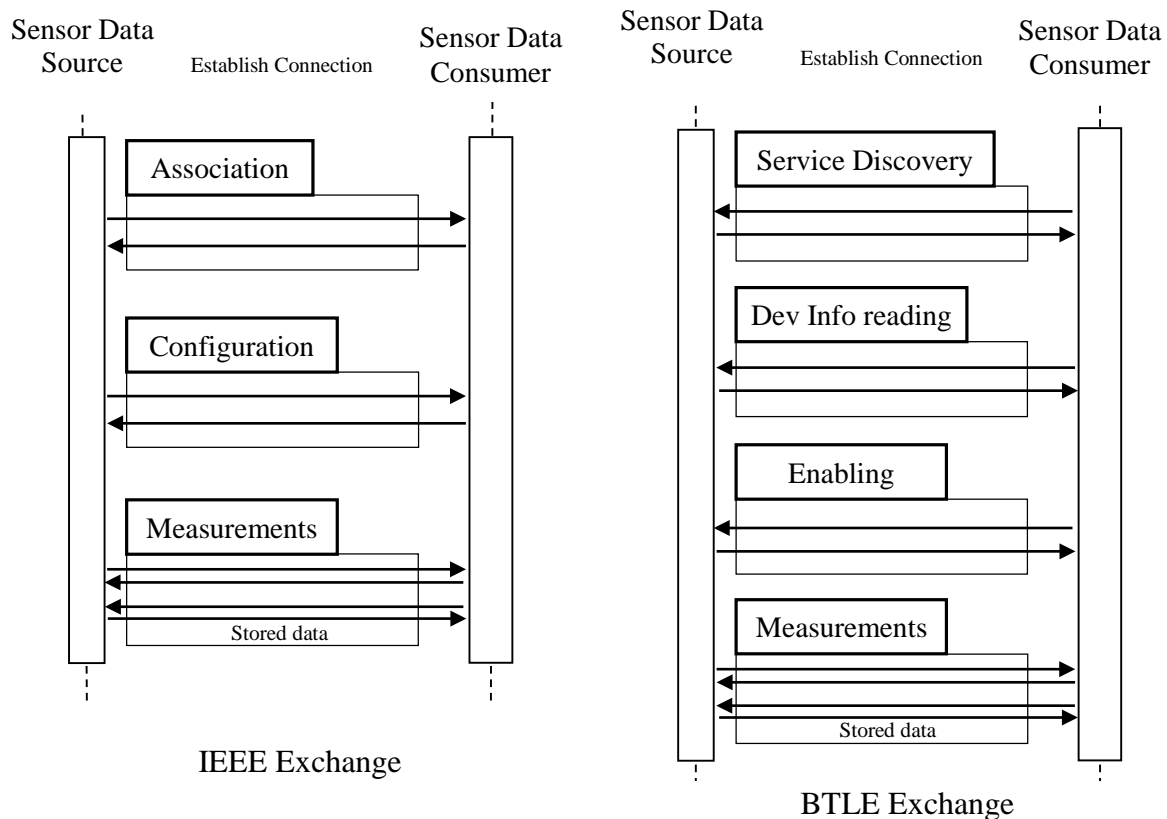 Sensor Data
Source
Establish Connection
Sensor Data
Consumer
Association
Configuration
Measurements
Stored data
IEEE Exchange
Sensor Data
Source
Establish Connection
Sensor Data
Consumer
Service Discovery
Dev Info reading
Enabling
Measurements
Stored data
BTLE Exchange